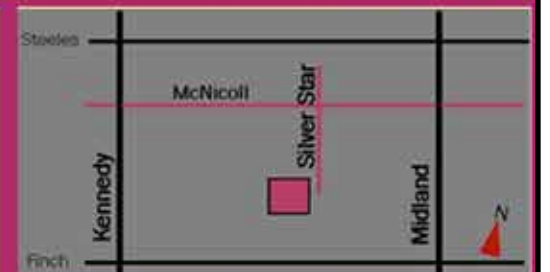 Steeles
McNicoll
Silver Star
Kennedy
Midland
N
Finch